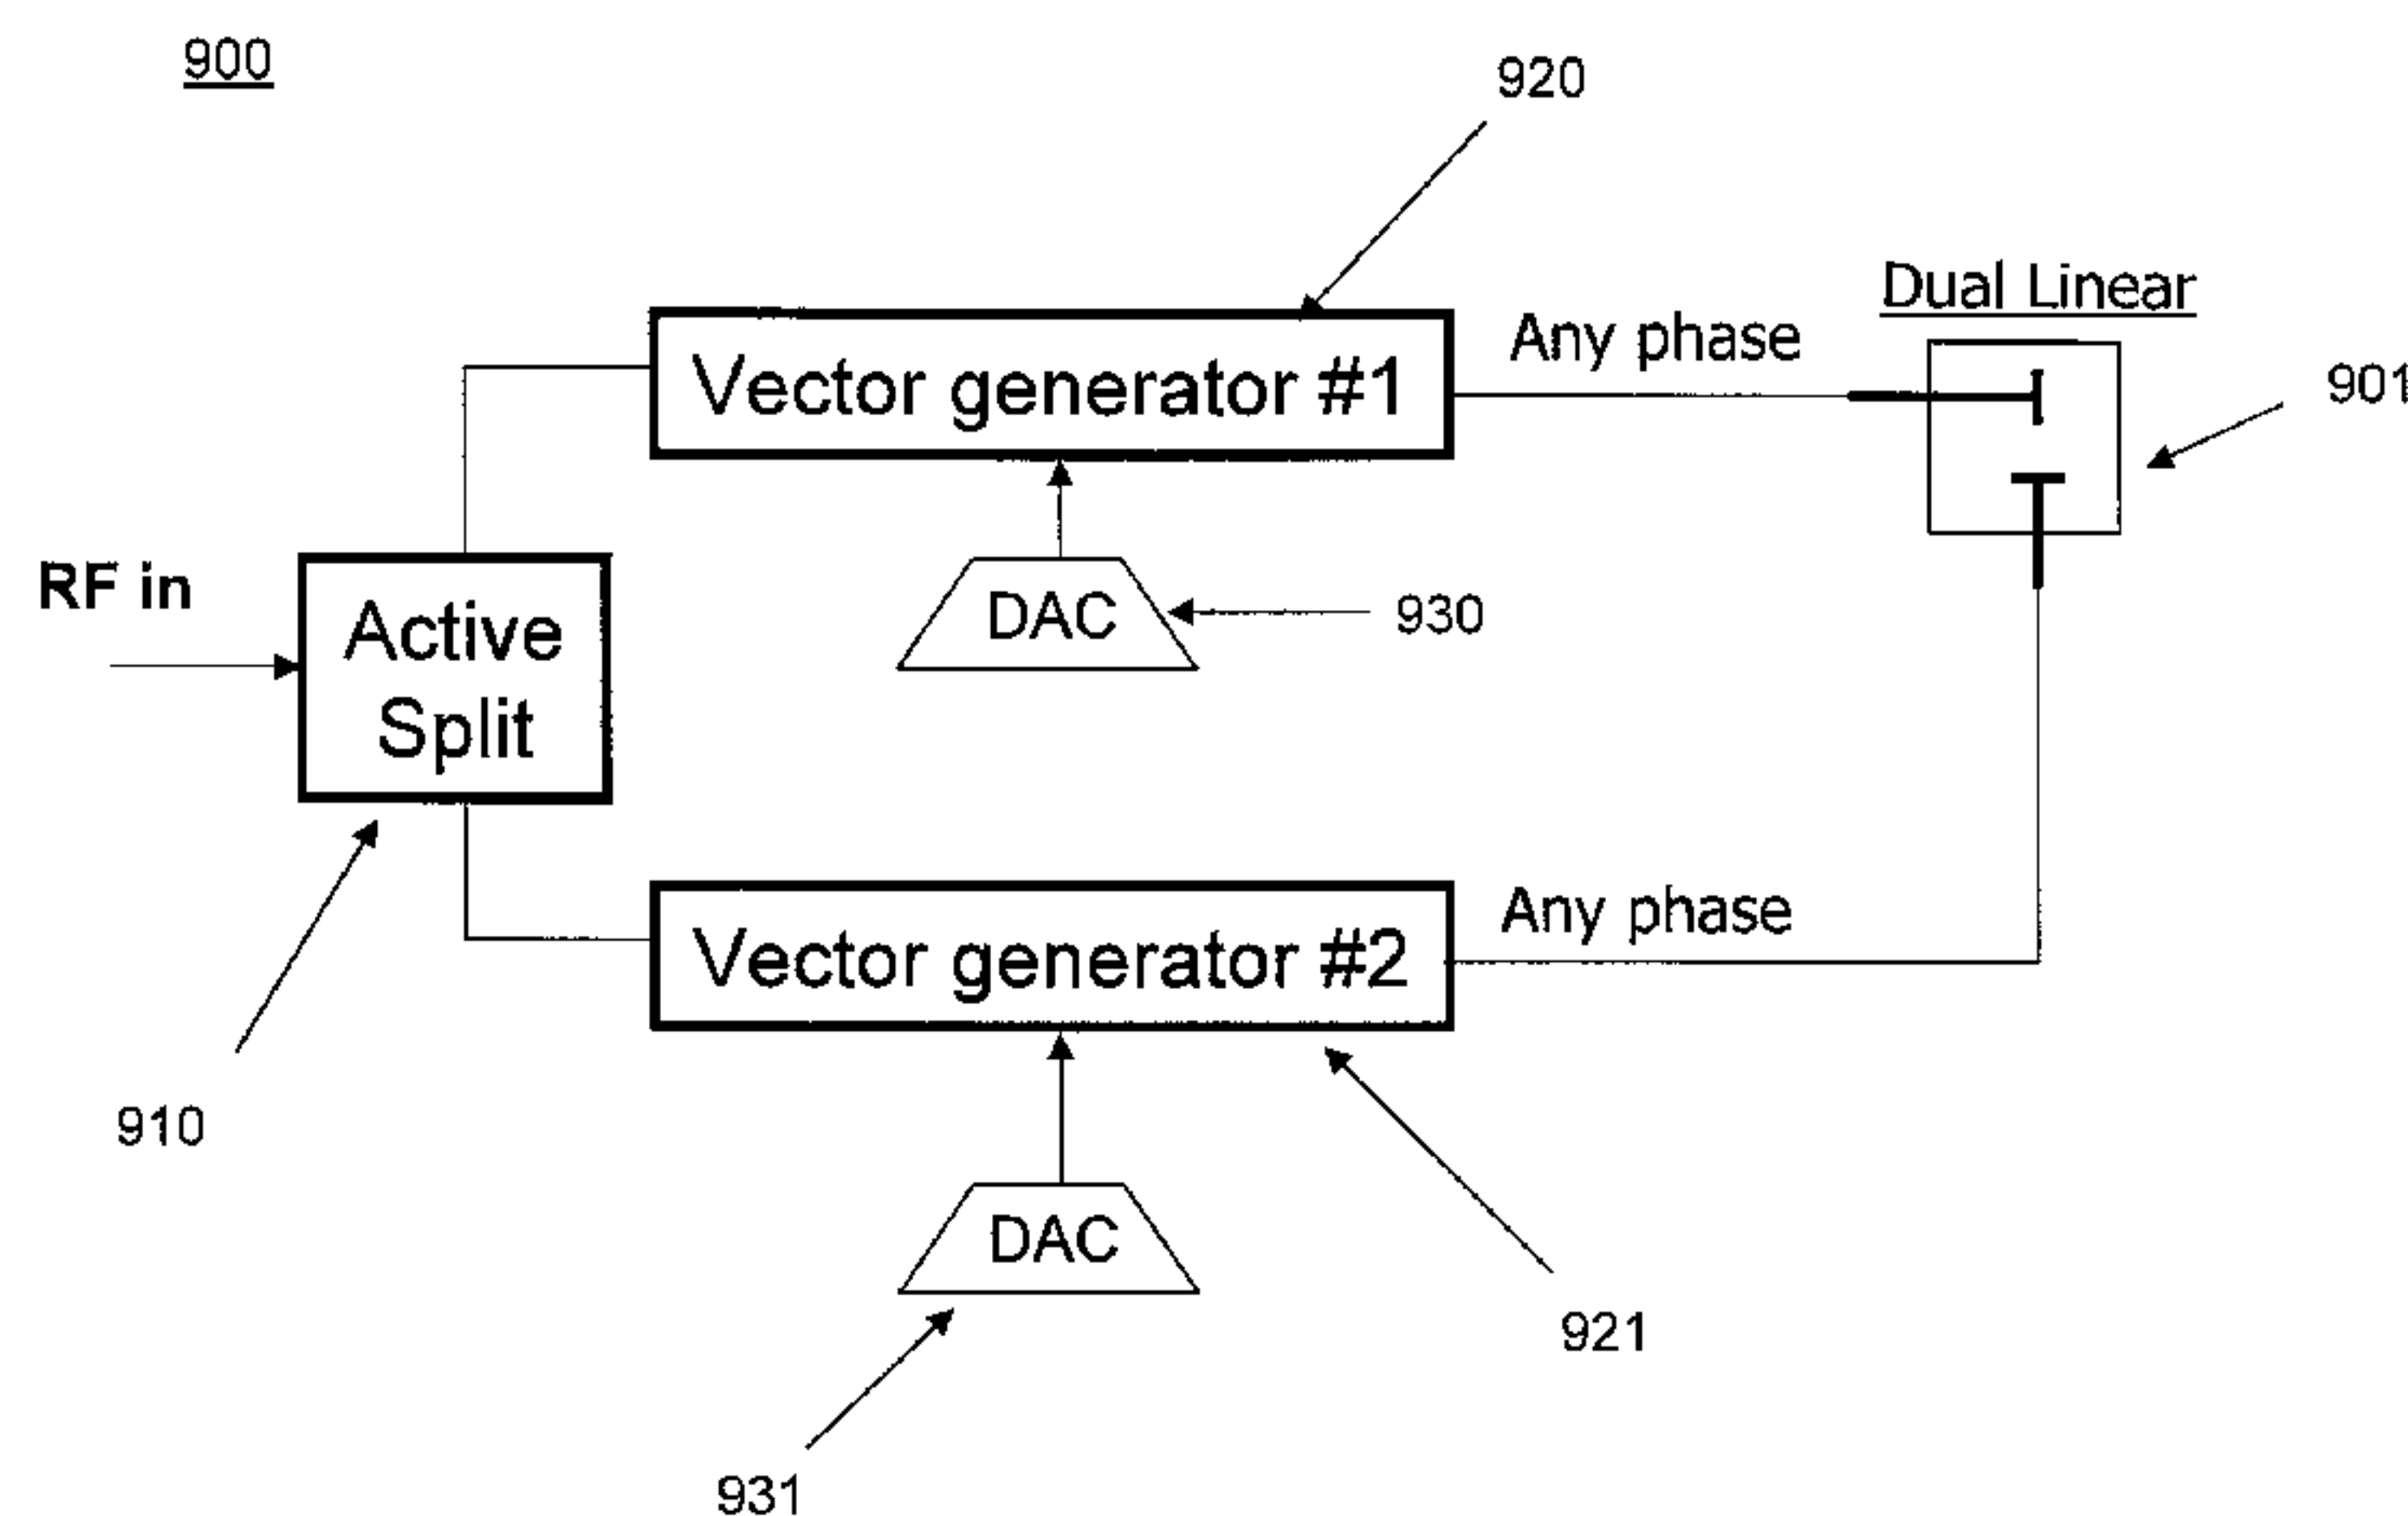 900
920
Dual Linear
Any phase
Vector generator #1
901
RF in
DAC
930
Active
Split
Any phase
Vector generator #2
910
DAC
921
931